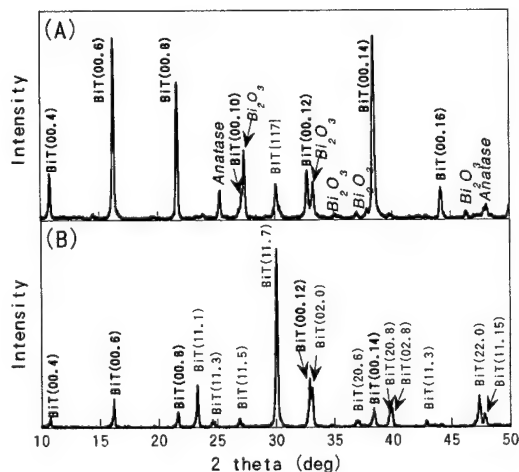 (A)
Intensity
BiT(00.4)
BiT(00.6)
BiT(00.8)
Anatase
BiT(00.10)
Bi2O3
BiT(117)
BiT(00.12)
Bi2O3
Bi2O3
Bi2O3
BiT(00.14)
BiT(00.16)
Bi2O3
Anatase
(B)
Intensity
BiT(00.4)
BiT(00.6)
BiT(00.8)
BiT(11.1)
BiT(11.3)
BiT(11.5)
BiT(11.7)
BiT(00.12)
BiT(02.0)
BiT(20.6)
BiT(00.14)
BiT(20.8)
BiT(02.8)
BiT(11.3)
BiT(22.0)
BiT(11.15)
10 15 20 25 30 35 40 45 50
2 theta (deg)